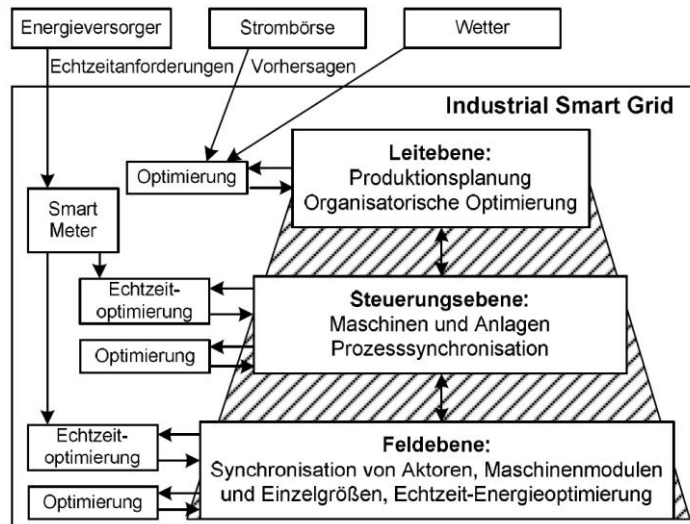 Energieversorger
Strombörse
Wetter
Echtzeitanforderungen
Vorhersagen
Industrial Smart Grid
Leitebene:
Produktionsplanung
Organisatorische Optimierung
Optimierung
Smart
Meter
Echtzeit-
optimierung
Steuerungsebene:
Maschinen und Anlagen
Prozesssynchronisation
Optimierung
Echtzeit-
optimierung
Feldebene:
Synchronisation von Aktoren, Maschinenmodulen
und Einzelgrößen, Echtzeit-Energieoptimierung
Optimierung